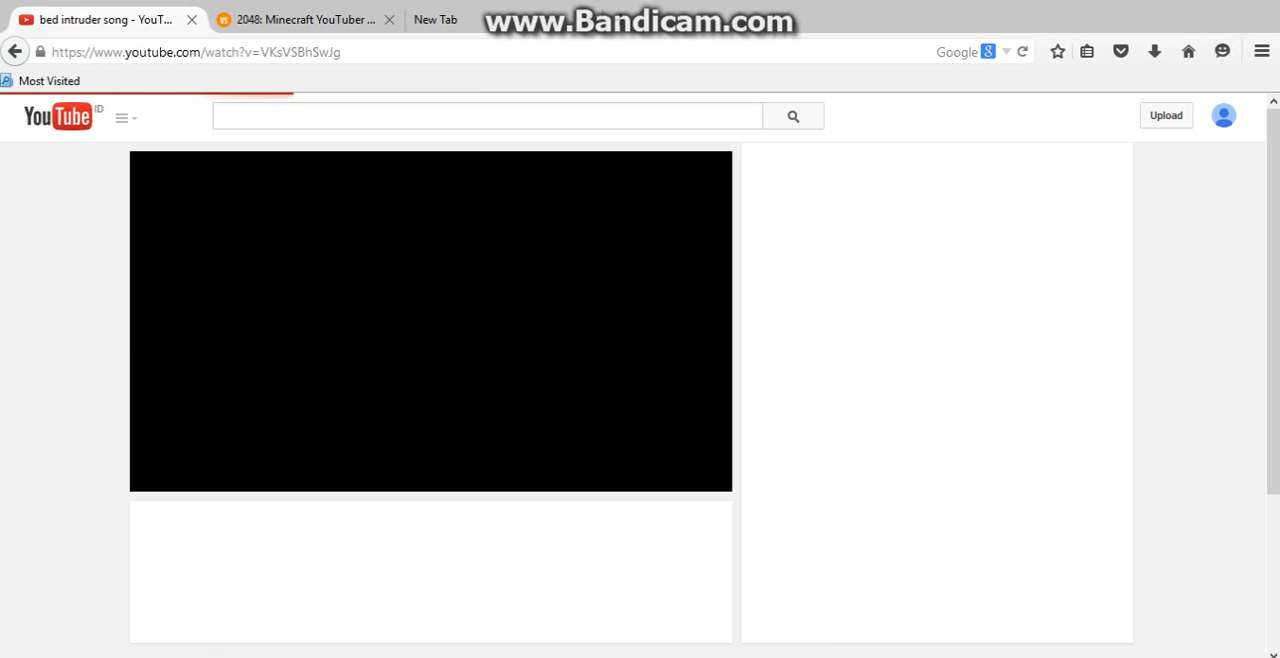 bed intruder song - YouT...
2048: Minecraft YouTuber ...
New Tab
www.Bandicam.com
https://www.youtube.com/watch?v=VKsVSBhSwJg
Google
8
Most Visited
YouTube ID
Upload